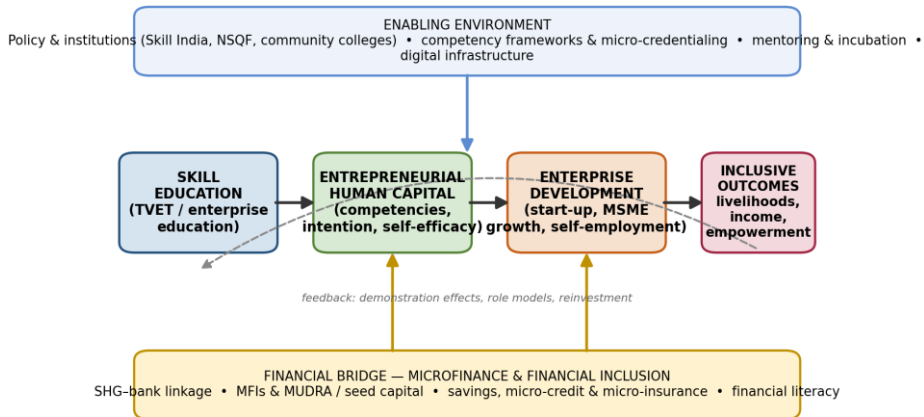 ENABLING ENVIRONMENT
Policy & institutions (Skill India, NSQF, community colleges) • competency frameworks & micro-credentialing • mentoring & incubation •
digital infrastructure
SKILL
EDUCATION
(TVET / enterprise
education)
ENTREPRENEURIAL
HUMAN CAPITAL
(competencies,
intention, self-efficacy)
ENTERPRISE
DEVELOPMENT
(start-up, MSME
growth, self-employment)
INCLUSIVE
OUTCOMES
livelihoods,
income,
empowerment
feedback: demonstration effects, role models, reinvestment
FINANCIAL BRIDGE — MICROFINANCE & FINANCIAL INCLUSION
SHG–bank linkage • MFIs & MUDRA / seed capital • savings, micro-credit & micro-insurance • financial literacy